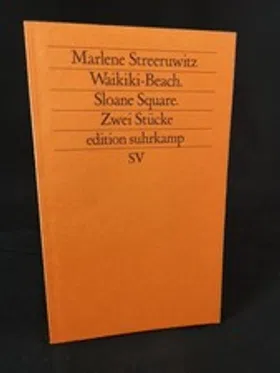 Marlene Streeruwitz
Waikiki-Beach.
Sloane Square.
Zwei Stücke
edition suhrkamp
SV